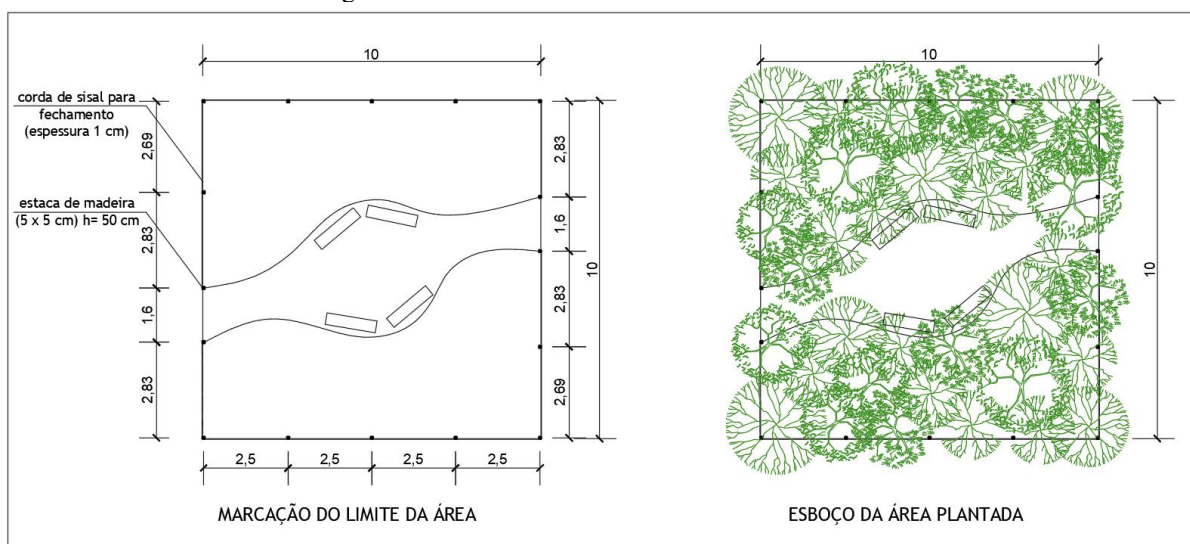 10
corda de sisal para
fechamento
(espessura 1 cm)
estaca de madeira
(5 x 5 cm) h= 50 cm
2,69
2,83
1,6
2,83
2,83
1,6
2,83
2,69
10
2,5 2,5 2,5 2,5
MARCAÇÃO DO LIMITE DA ÁREA
10
10
ESBOÇO DA ÁREA PLANTADA